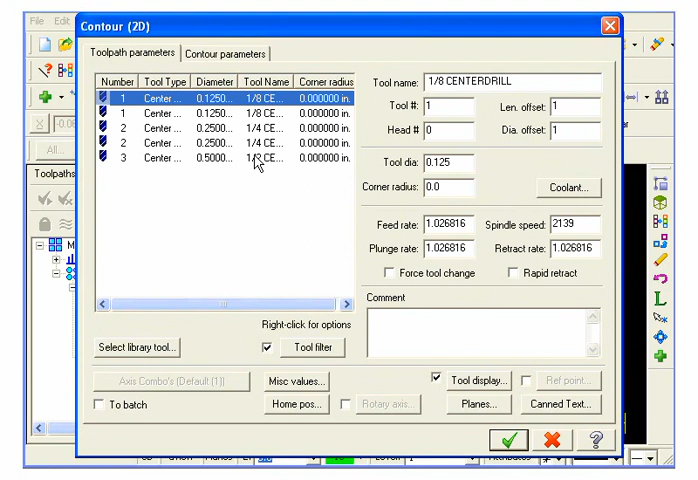 File Edit
Contour (2D)
Toolpath parameters
Contour parameters
Number Tool Type Diameter Tool Name Corner radius
1 Center ... 0.1250... 1/8 CE... 0.000000 in.
1 Center ... 0.1250... 1/8 CE... 0.000000 in.
2 Center ... 0.2500... 1/4 CE... 0.000000 in.
2 Center ... 0.2500... 1/4 CE... 0.000000 in.
3 Center ... 0.5000... 1/2 CE... 0.000000 in.
Tool name: 1/8 CENTERDRILL
Tool #: 1 Len. offset: 1
Head # 0 Dia. offset: 1
Tool dia: 0.125
Corner radius: 0.0 Coolant...
Feed rate: 1.026816 Spindle speed: 2139
Plunge rate: 1.026816 Retract rate: 1.026816
Force tool change Rapid retract
Comment
Right-click for options
Select library tool... Tool filter
Axis Combo's (Default (1)) Misc values... Tool display... Ref point...
To batch Home pos... Rotary axis... Planes... Canned Text...
All...
Toolpaths